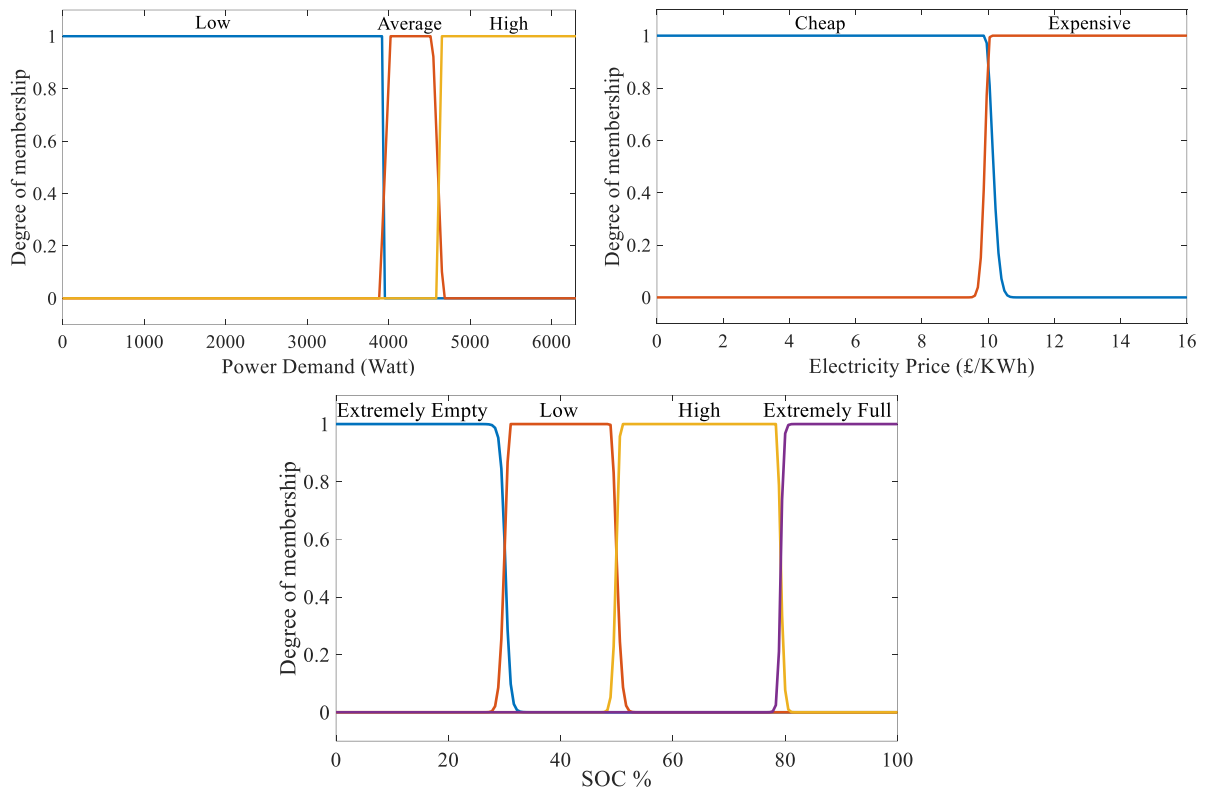 Low Average High
1
0.8
0.6
0.4
0.2
0
0 1000 2000 3000 4000 5000 6000
Degree of membership
Power Demand (Watt)
Cheap Expensive
1
0.8
0.6
0.4
0.2
0
0 2 4 6 8 10 12 14 16
Degree of membership
Electricity Price (£/KWh)
Extremely Empty Low High Extremely Full
1
0.8
0.6
0.4
0.2
0
0 20 40 60 80 100
Degree of membership
SOC %